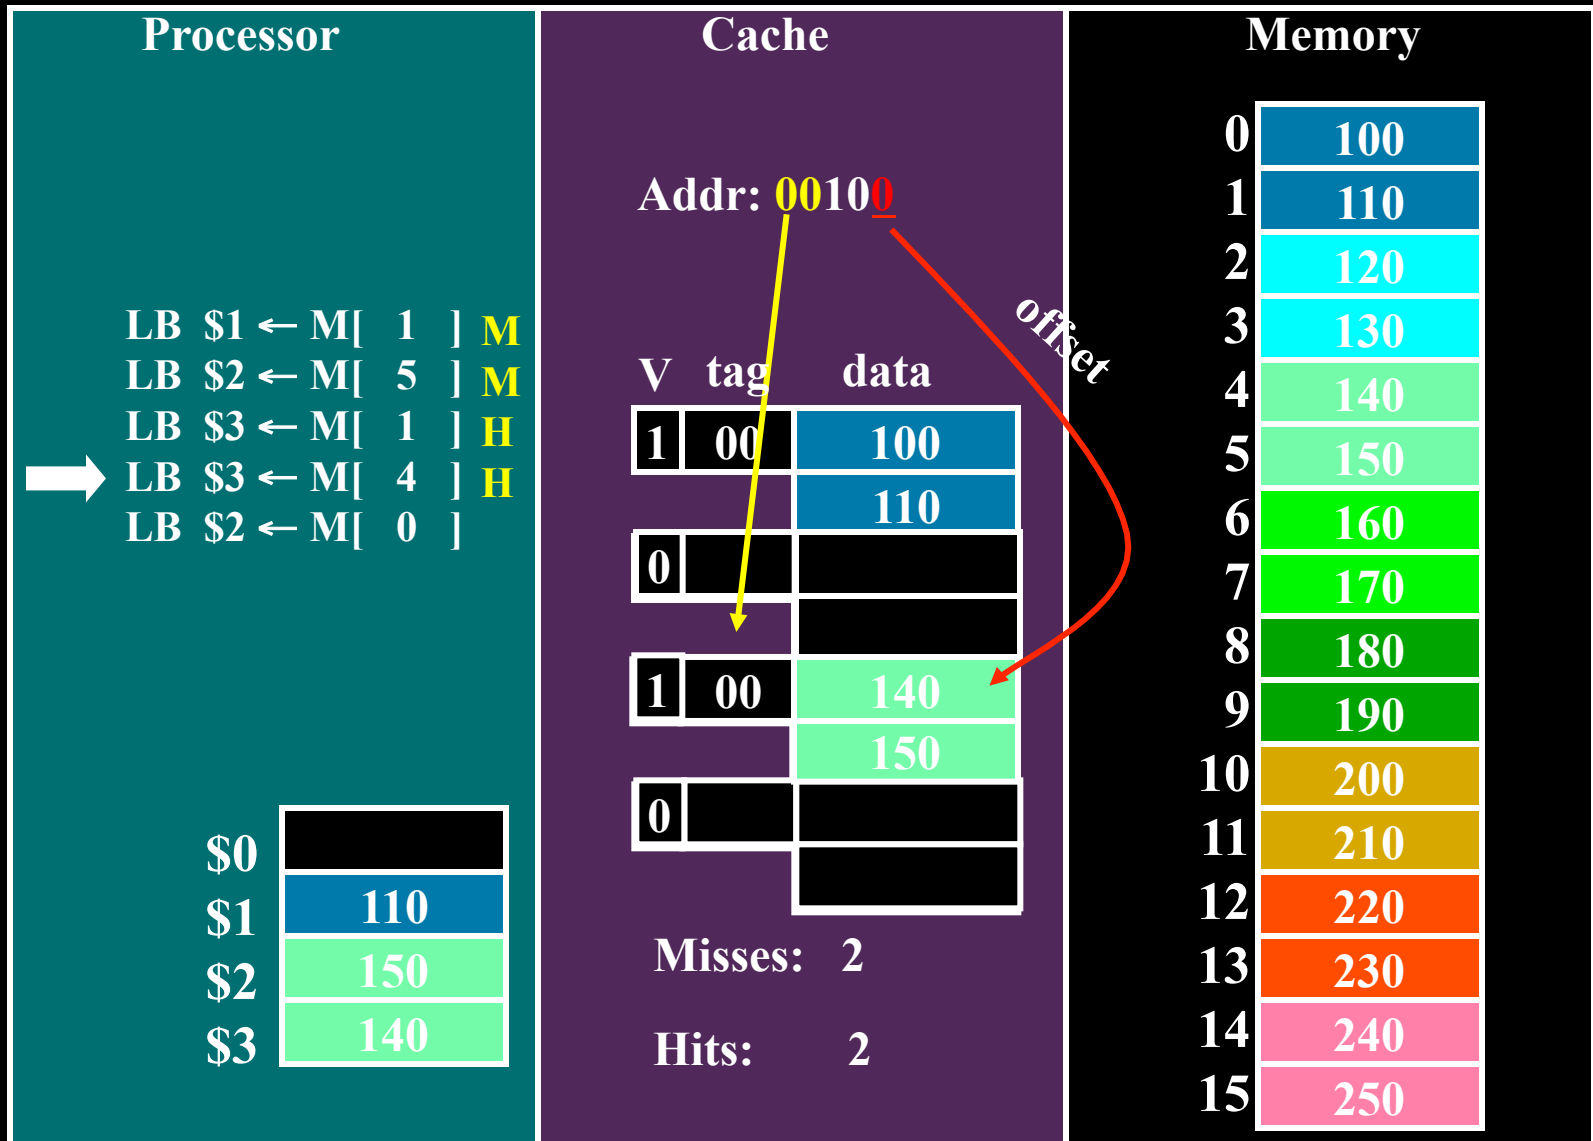 Processor
LB $1 ← M[ 1 ] M
LB $2 ← M[ 5 ] M
LB $3 ← M[ 1 ] H
LB $3 ← M[ 4 ] H
LB $2 ← M[ 0 ]
$0
$1 110
$2 150
$3 140
Cache
Addr: 00100
offset
V tag data
1 00 100
110
0
1 00 140
150
0
Misses: 2
Hits: 2
Memory
0 100
1 110
2 120
3 130
4 140
5 150
6 160
7 170
8 180
9 190
10 200
11 210
12 220
13 230
14 240
15 250